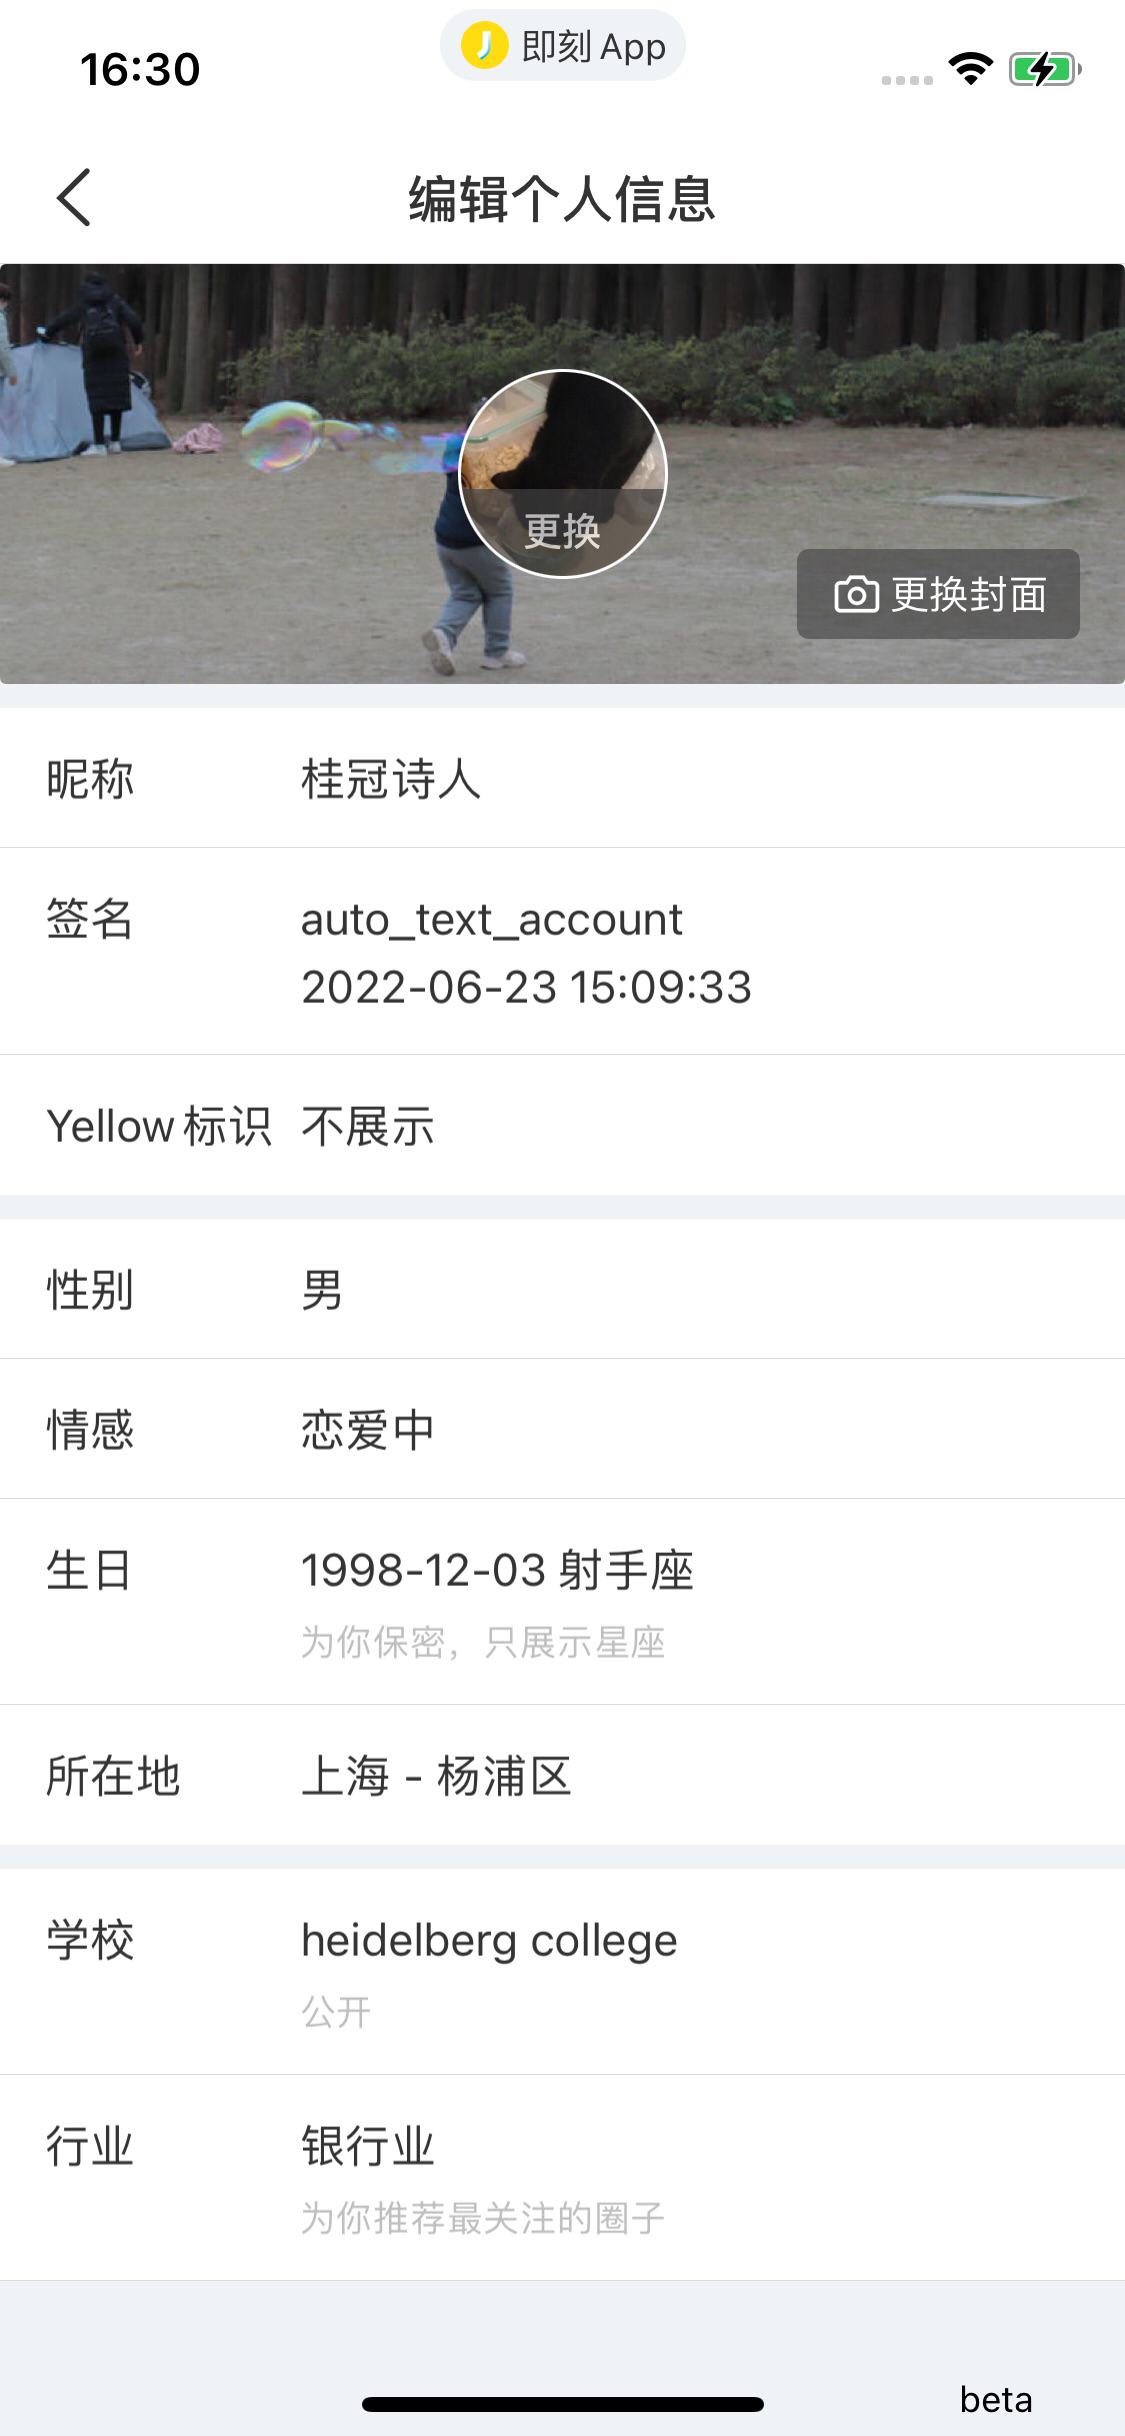 16:30
即刻 App
编辑个人信息
更换
更换封面
昵称 桂冠诗人
签名 auto_text_account
2022-06-23 15:09:33
Yellow 标识 不展示
性别 男
情感 恋爱中
生日 1998-12-03 射手座
为你保密，只展示星座
所在地 上海 - 杨浦区
学校 heidelberg college
公开
行业 银行业
为你推荐最关注的圈子
beta